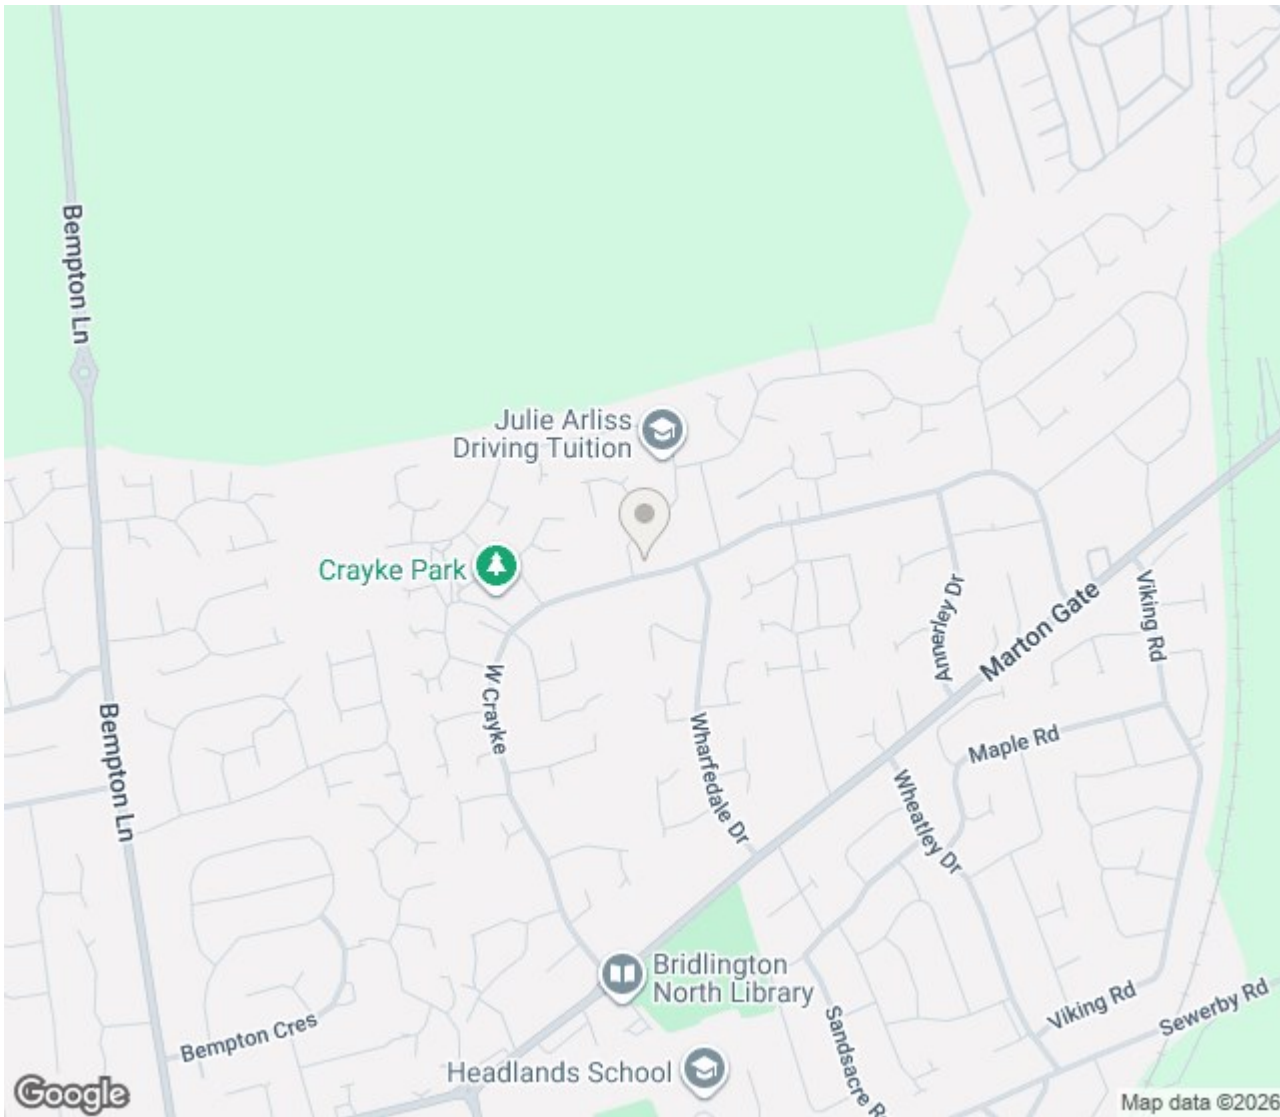 Bempton Ln
Julie Arliss
Driving Tuition
Crayke Park
W Crayke
Annerley Dr
Marton Gate
Viking Rd
Bempton Ln
Wharfedale Dr
Maple Rd
Wheatley Dr
Bridlington
North Library
Bempton Cres
Viking Rd
Sewerby Rd
Sandsacre R
Headlands School
Google
Map data ©2026